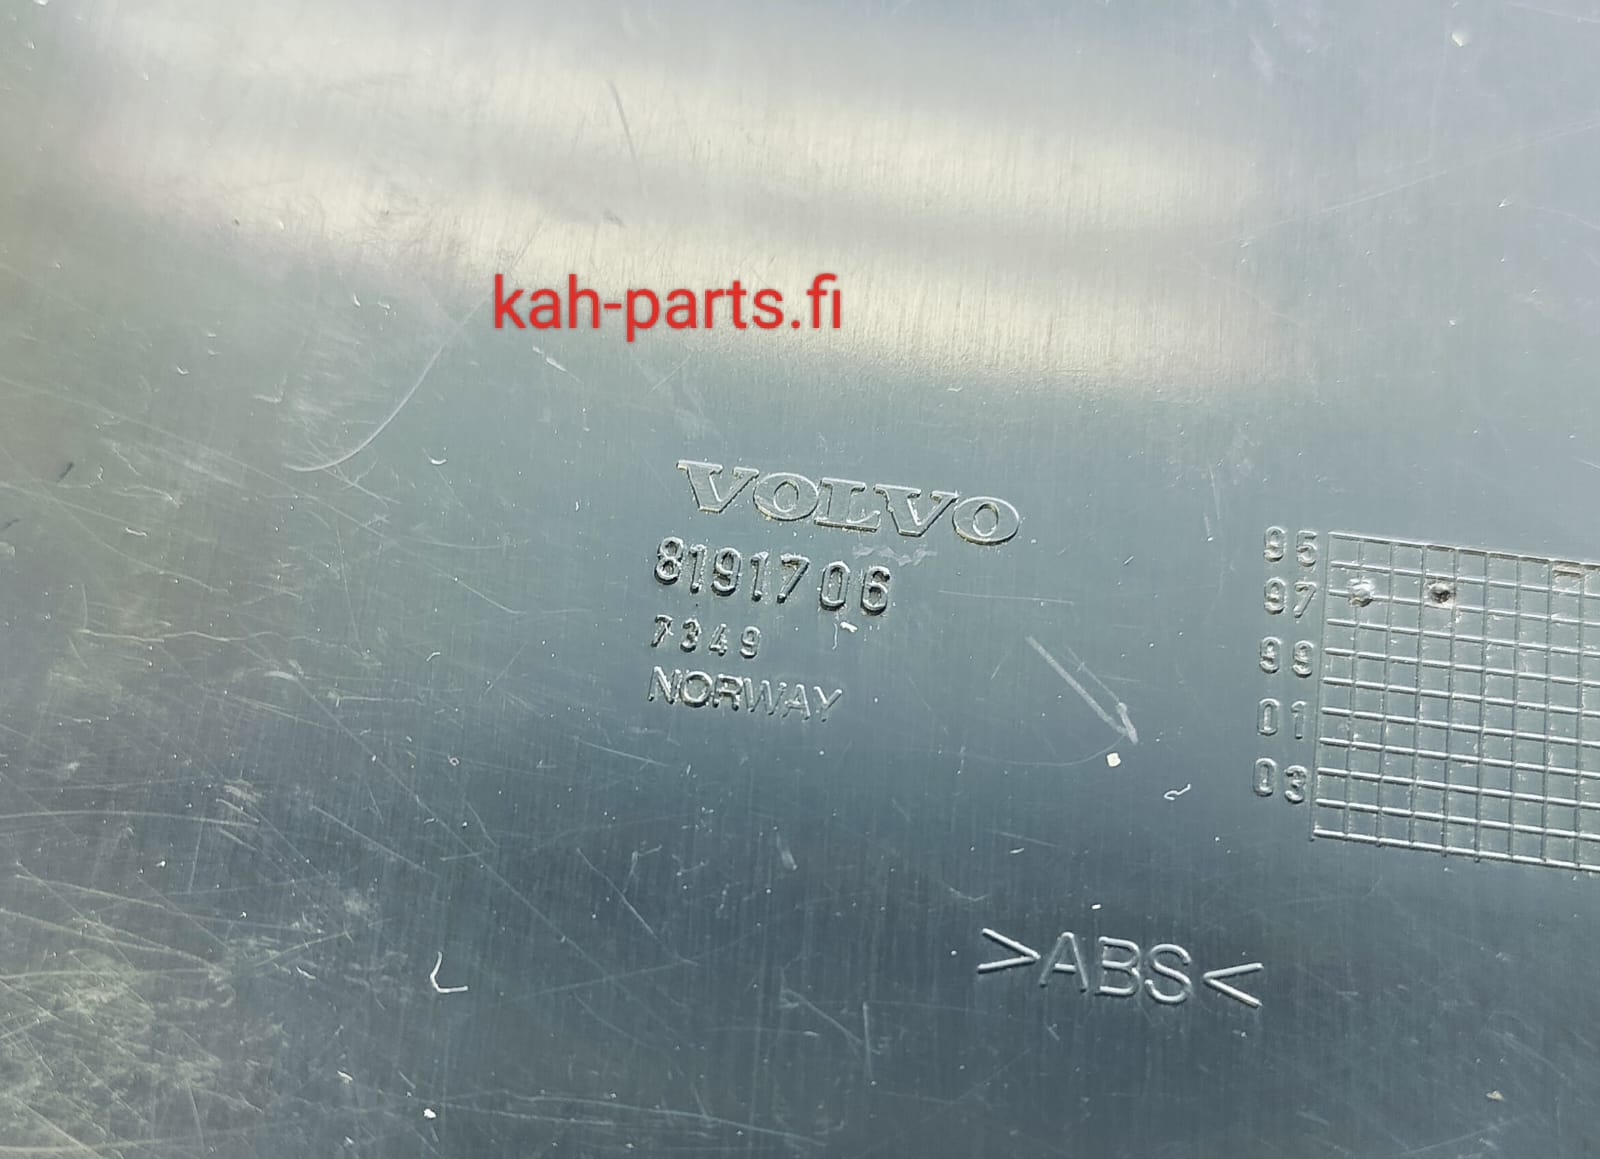 kah-parts.fi
VOLVO
8191706
7349
NORWAY
95
97
99
01
03
>ABS<